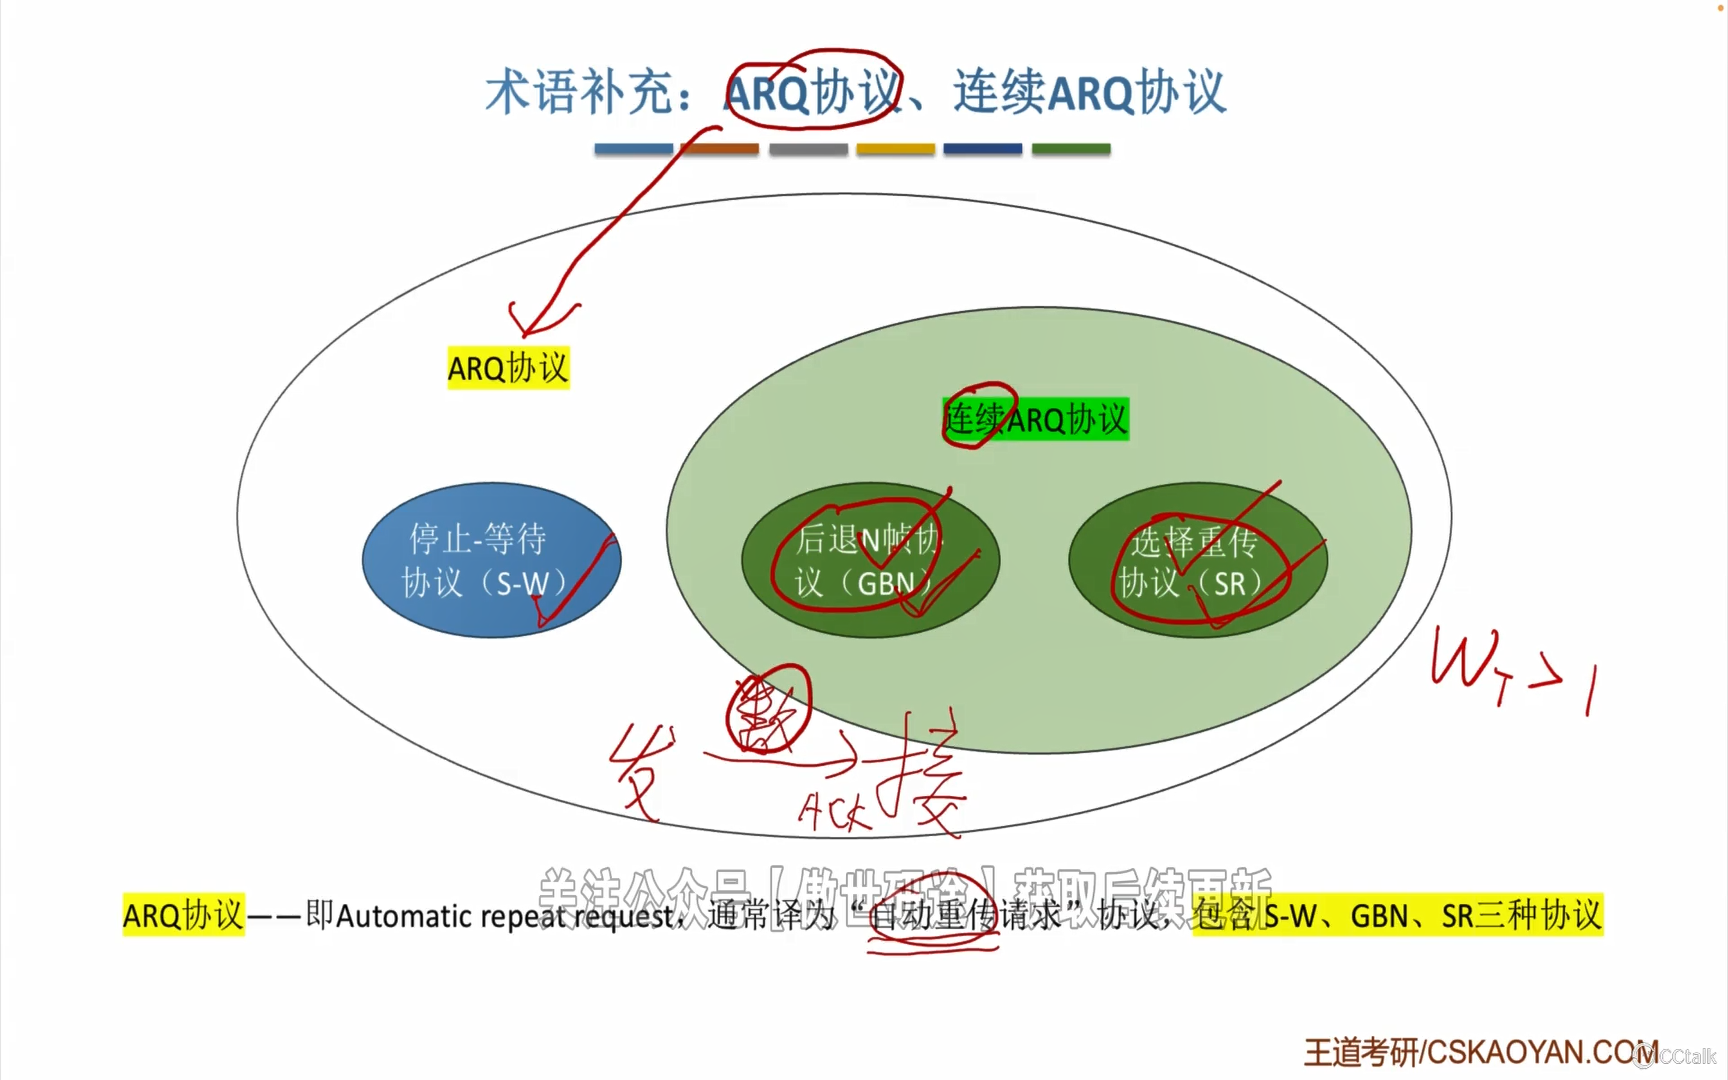 术语补充：ARQ协议、连续ARQ协议
ARQ协议
连续ARQ协议
停止-等待
协议（S-W）
后退N帧协
议（GBN）
选择重传
协议（SR）
W_T > 1
发
数
接
ACK
关注公众号【傲世研途】获取后续更新
ARQ协议——即Automatic repeat request，通常译为“自动重传请求”协议，包含 S-W、GBN、SR三种协议
王道考研/CSKAOYAN.COM
CCtalk